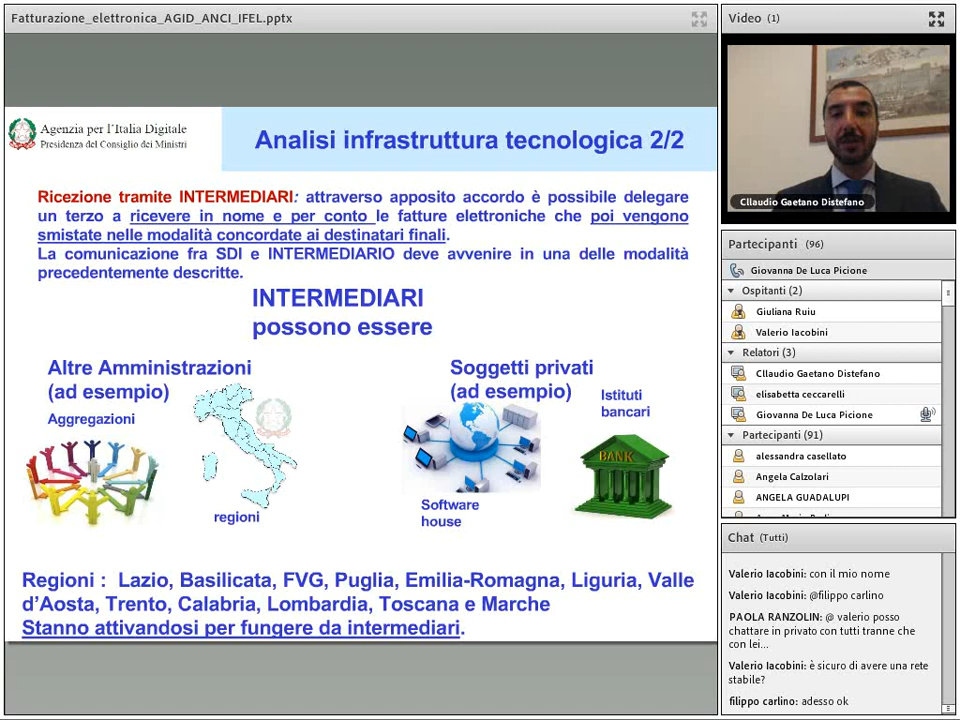 Fatturazione_elettronica_AGID_ANCI_IFEL.pptx
Agenzia per l'Italia Digitale
Presidenza del Consiglio dei Ministri
Analisi infrastruttura tecnologica 2/2
Ricezione tramite INTERMEDIARI: attraverso apposito accordo è possibile delegare
un terzo a ricevere in nome e per conto le fatture elettroniche che poi vengono
smistate nelle modalità concordate ai destinatari finali.
La comunicazione fra SDI e INTERMEDIARIO deve avvenire in una delle modalità
precedentemente descritte.
INTERMEDIARI
possono essere
Altre Amministrazioni
(ad esempio)
Aggregazioni
regioni
Soggetti privati
(ad esempio)
Istituti
bancari
BANK
Software
house
Regioni : Lazio, Basilicata, FVG, Puglia, Emilia-Romagna, Liguria, Valle
d'Aosta, Trento, Calabria, Lombardia, Toscana e Marche
Stanno attivandosi per fungere da intermediari.
Video (1)
Cllaudio Gaetano Distefano
Partecipanti (96)
Giovanna De Luca Picione
Ospitanti (2)
Giuliana Ruiu
Valerio Iacobini
Relatori (3)
Cllaudio Gaetano Distefano
elisabetta ceccarelli
Giovanna De Luca Picione
Partecipanti (91)
alessandra casellato
Angela Calzolari
ANGELA GUADALUPI
Chat (Tutti)
Valerio Iacobini: con il mio nome
Valerio Iacobini: @filippo carlino
PAOLA RANZOLIN: @ valerio posso
chattare in privato con tutti tranne che
con lei...
Valerio Iacobini: è sicuro di avere una rete
stabile?
filippo carlino: adesso ok